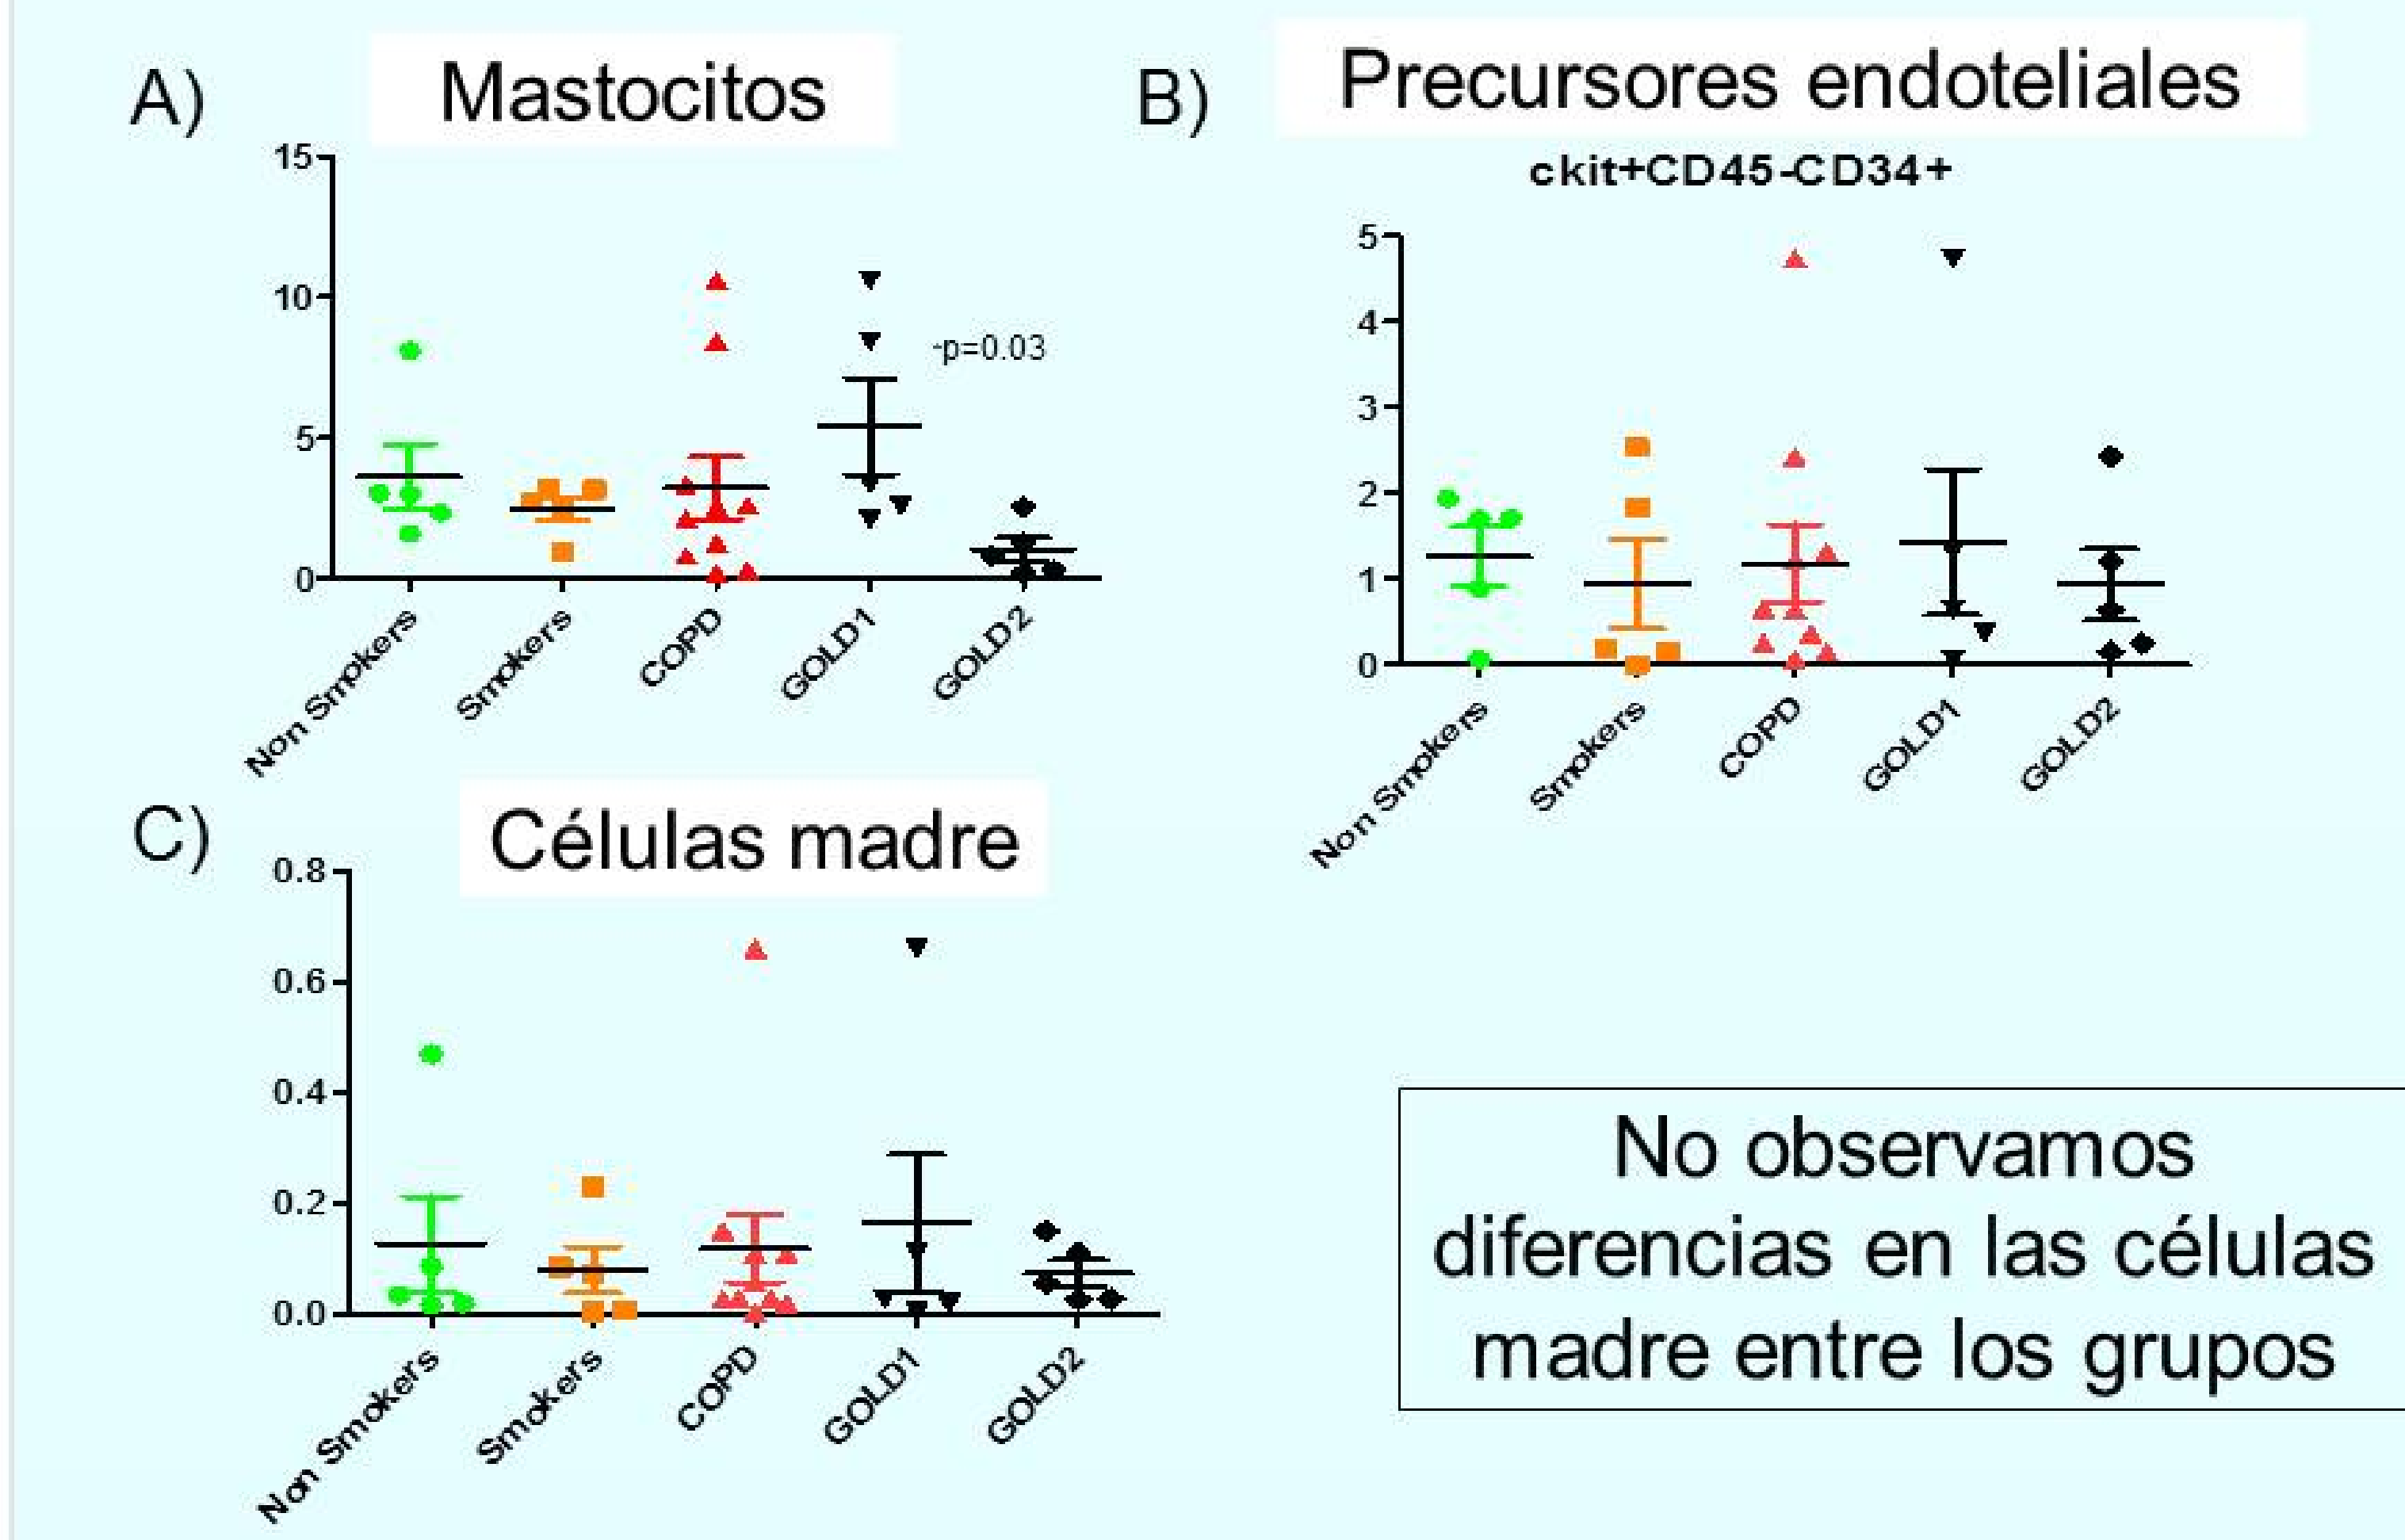 A)
Mastocitos
15
10
5
0
-p=0.03
Non Smokers
Smokers
COPD
GOLD1
GOLD2
B)
Precursores endoteliales
ckit+CD45-CD34+
5
4
3
2
1
0
Non Smokers
Smokers
COPD
GOLD1
GOLD2
C)
Células madre
0.8
0.6
0.4
0.2
0.0
Non Smokers
Smokers
COPD
GOLD1
GOLD2
No observamos
diferencias en las células
madre entre los grupos